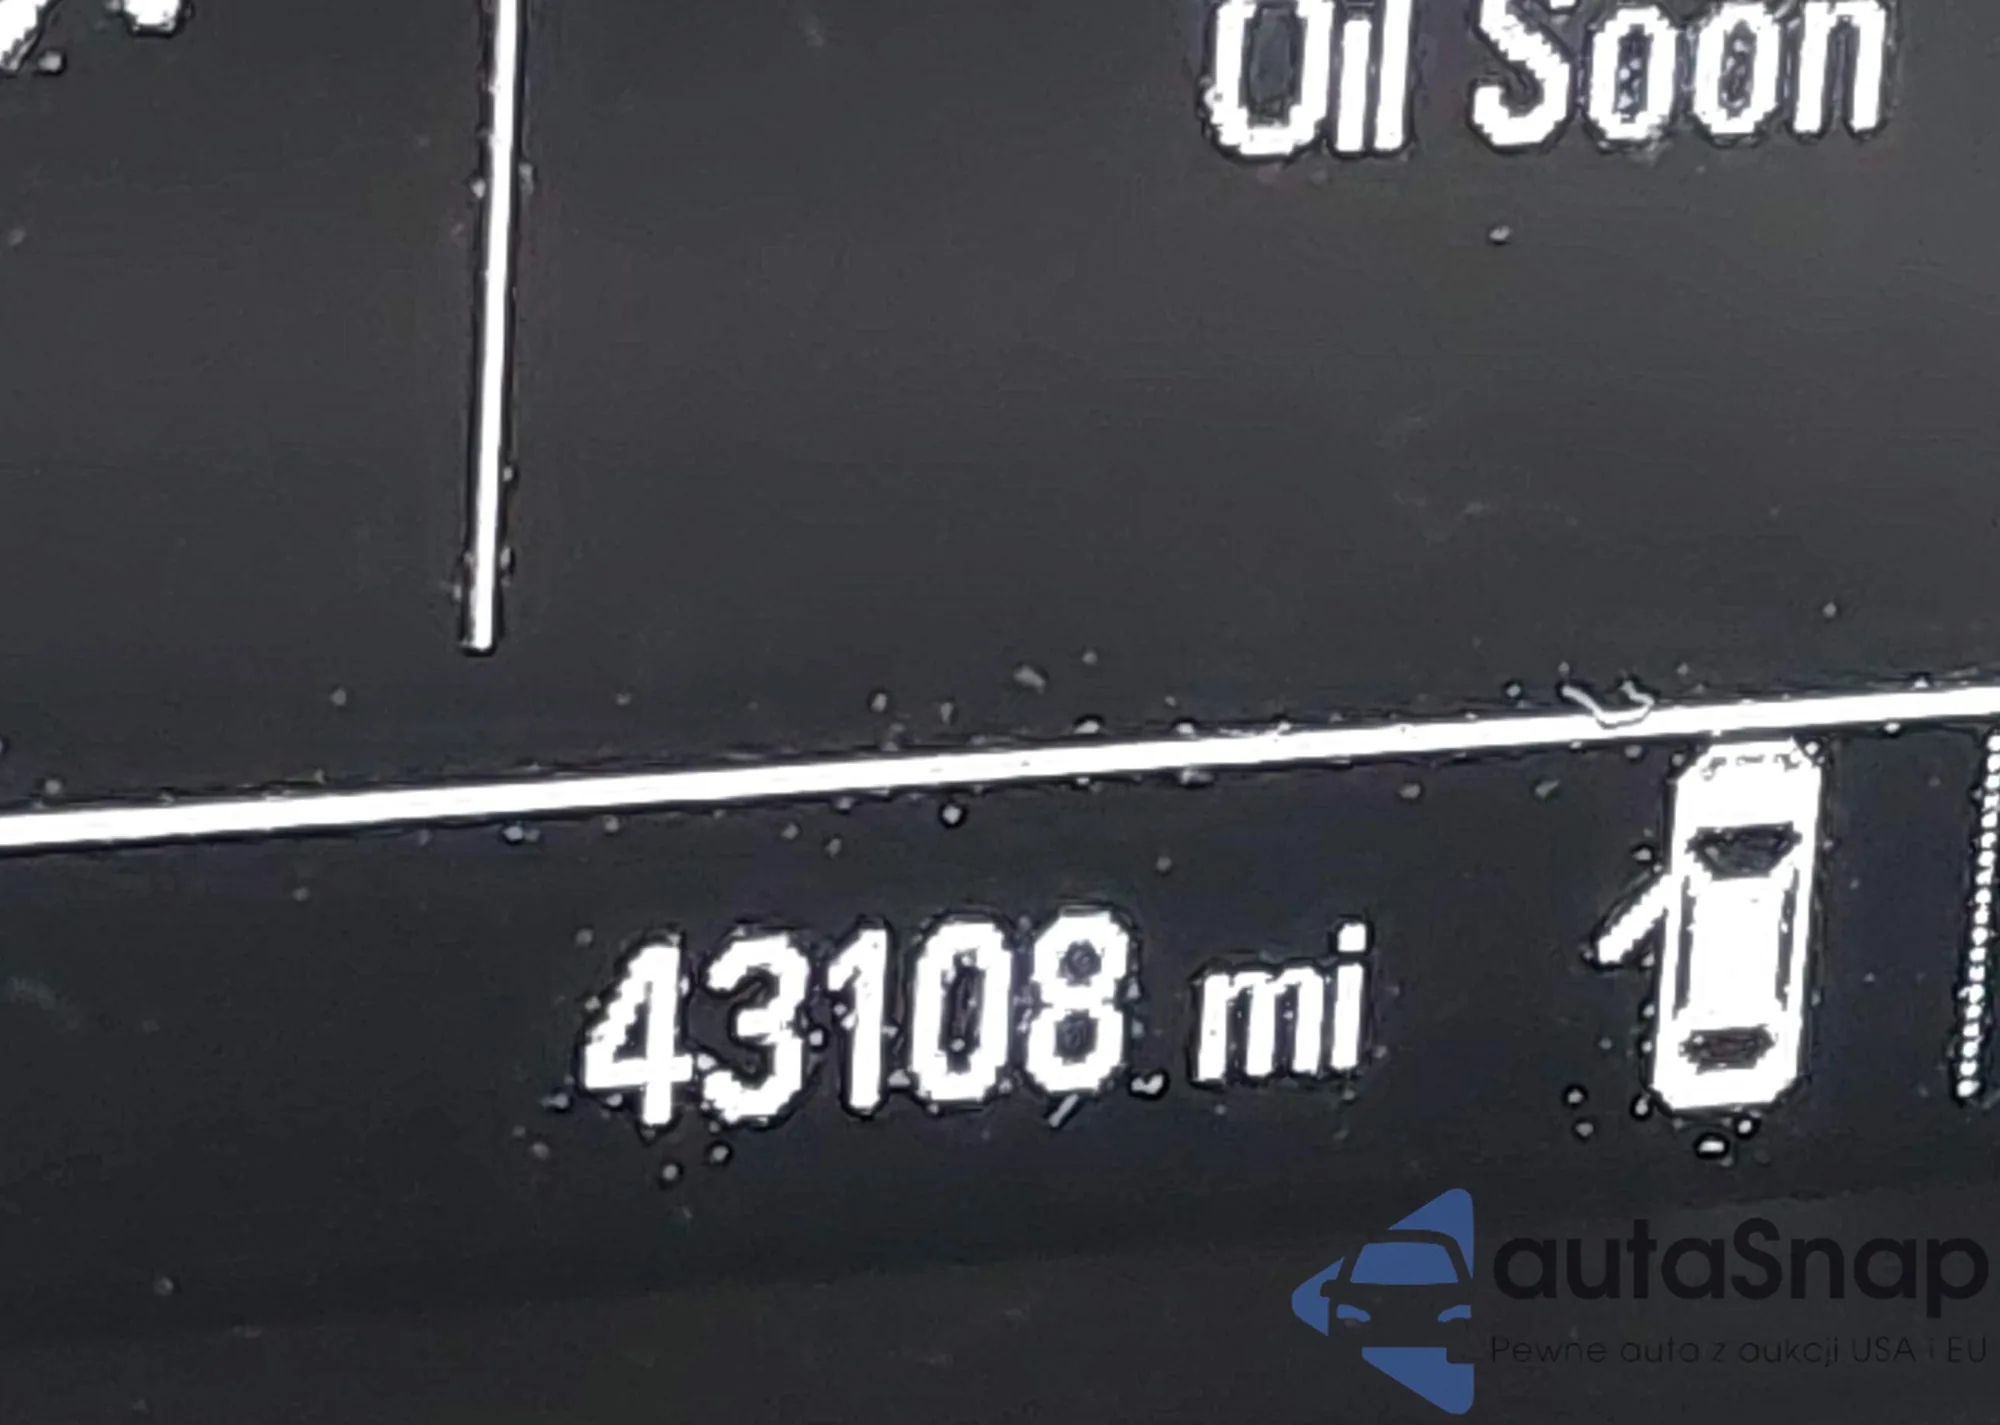 Oil Soon
43108 mi
autaSnap
Pewne auta z aukcji USA i EU